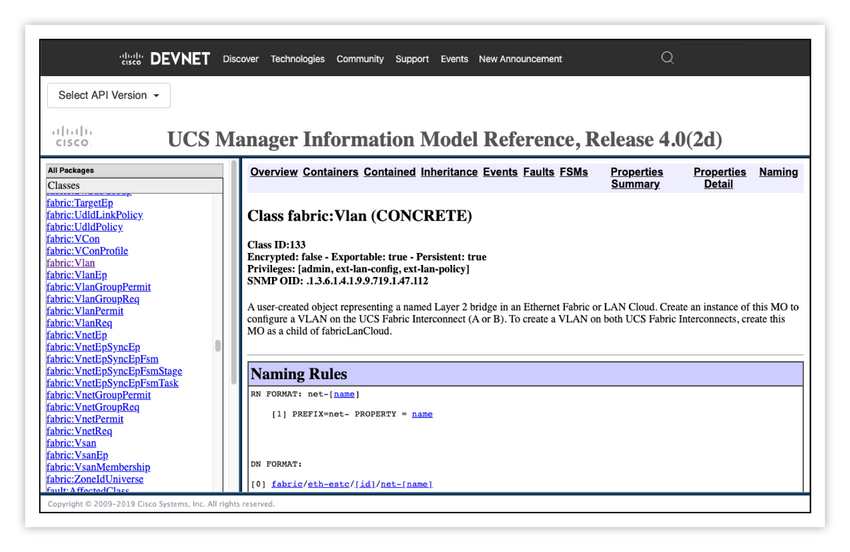 cisco DEVNET Discover Technologies Community Support Events New Announcement
Select API Version
cisco
UCS Manager Information Model Reference, Release 4.0(2d)
All Packages
Classes
fabric:TargetEp
fabric:UdldLinkPolicy
fabric:UdldPolicy
fabric:VCon
fabric:VConProfile
fabric:Vlan
fabric:VlanEp
fabric:VlanGroupPermit
fabric:VlanGroupReq
fabric:VlanPermit
fabric:VlanReq
fabric:VnetEp
fabric:VnetEpSyncEp
fabric:VnetEpSyncEpFsm
fabric:VnetEpSyncEpFsmStage
fabric:VnetEpSyncEpFsmTask
fabric:VnetGroupPermit
fabric:VnetGroupReq
fabric:VnetPermit
fabric:VnetReq
fabric:Vsan
fabric:VsanEp
fabric:VsanMembership
fabric:ZoneIdUniverse
fault:AffectedClass
Overview Containers Contained Inheritance Events Faults FSMs Properties Summary Properties Detail Naming
Class fabric:Vlan (CONCRETE)
Class ID:133
Encrypted: false - Exportable: true - Persistent: true
Privileges: [admin, ext-lan-config, ext-lan-policy]
SNMP OID: .1.3.6.1.4.1.9.9.719.1.47.112
A user-created object representing a named Layer 2 bridge in an Ethernet Fabric or LAN Cloud. Create an instance of this MO to
configure a VLAN on the UCS Fabric Interconnect (A or B). To create a VLAN on both UCS Fabric Interconnects, create this
MO as a child of fabricLanCloud.
Naming Rules
RN FORMAT: net-[name]
[1] PREFIX=net- PROPERTY = name
DN FORMAT:
[0] fabric/eth-estc/[id]/net-[name]
Copyright © 2009-2019 Cisco Systems, Inc. All rights reserved.